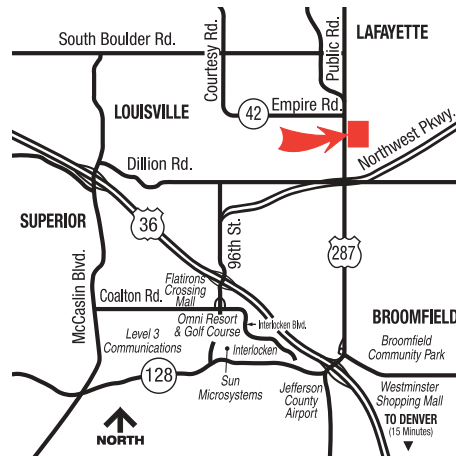 LAFAYETTE
South Boulder Rd.
Courtesy Rd.
Public Rd.
LOUISVILLE
42
Empire Rd.
Northwest Pkwy.
Dillion Rd.
SUPERIOR
36
96th St.
287
McCaslin Blvd.
Flatirons
Crossing
Mall
Coalton Rd.
Omni Resort
& Golf Course
Interlocken Blvd.
BROOMFIELD
Level 3
Communications
Interlocken
Broomfield
Community Park
128
Sun
Microsystems
Jefferson
County
Airport
Westminster
Shopping Mall
TO DENVER
(15 Minutes)
NORTH